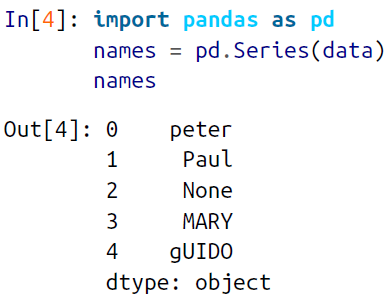 In[4]: import pandas as pd
names = pd.Series(data)
names
Out[4]: 0 peter
1 Paul
2 None
3 MARY
4 gUIDO
dtype: object